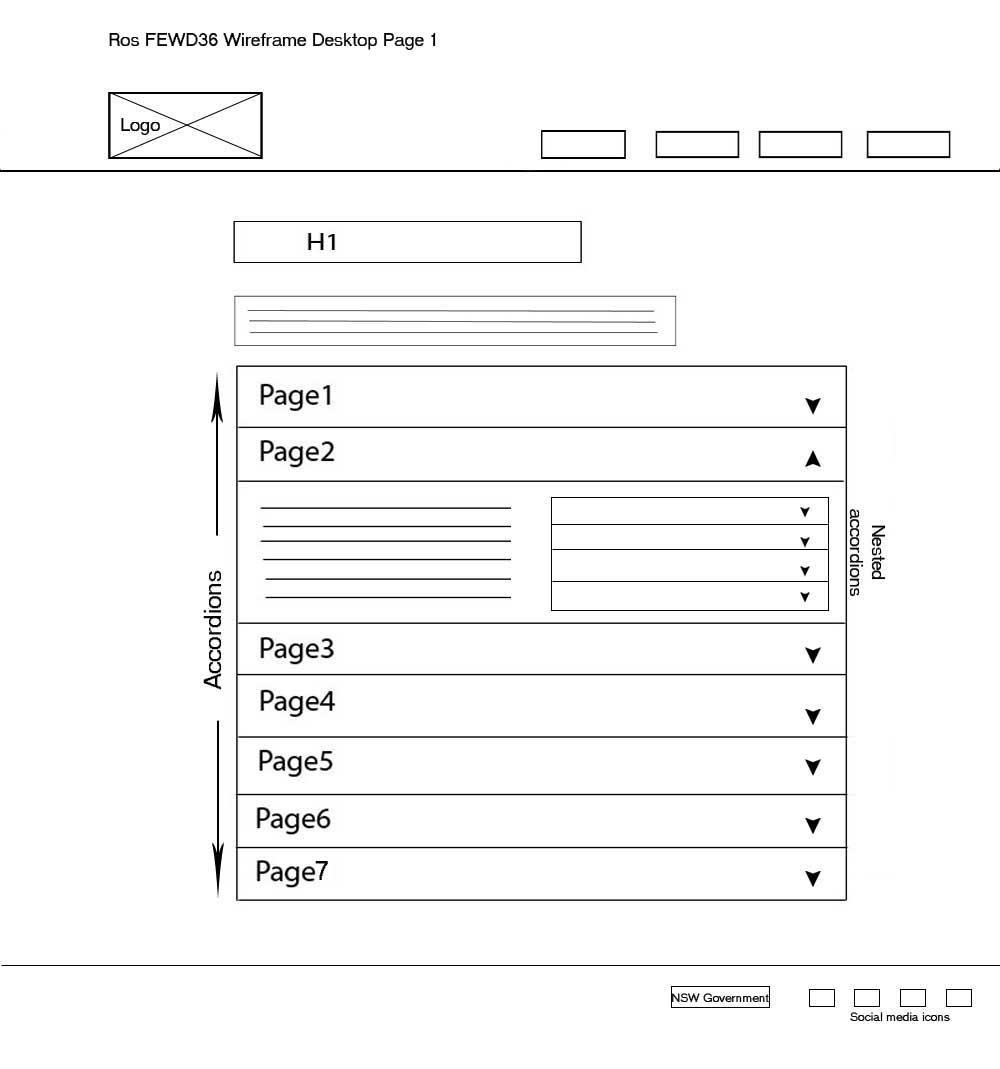 Ros FEWD36 Wireframe Desktop Page 1
Logo
H1
Page1
Page2
Nested
accordions
Accordions
Page3
Page4
Page5
Page6
Page7
NSW Government
Social media icons